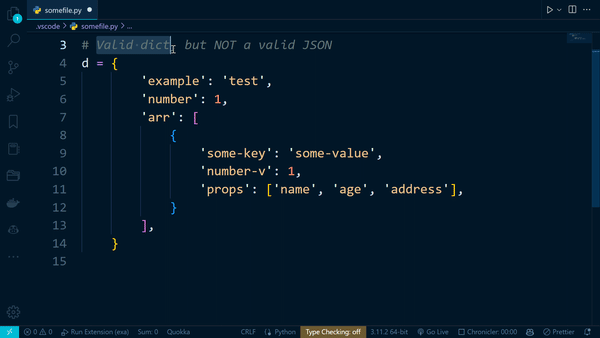 somefile.py
.vscode > somefile.py > ...
3 # Valid dict, but NOT a valid JSON
4 d = {
5 'example': 'test',
6 'number': 1,
7 'arr': [
8 {
9 'some-key': 'some-value',
10 'number-v': 1,
11 'props': ['name', 'age', 'address'],
12 }
13 ],
14 }
15
0 0 Run Extension (exa) Sum: 0 Quokka CRLF Python Type Checking: off 3.11.2 64-bit Go Live Chronicler: 00:00 Prettier